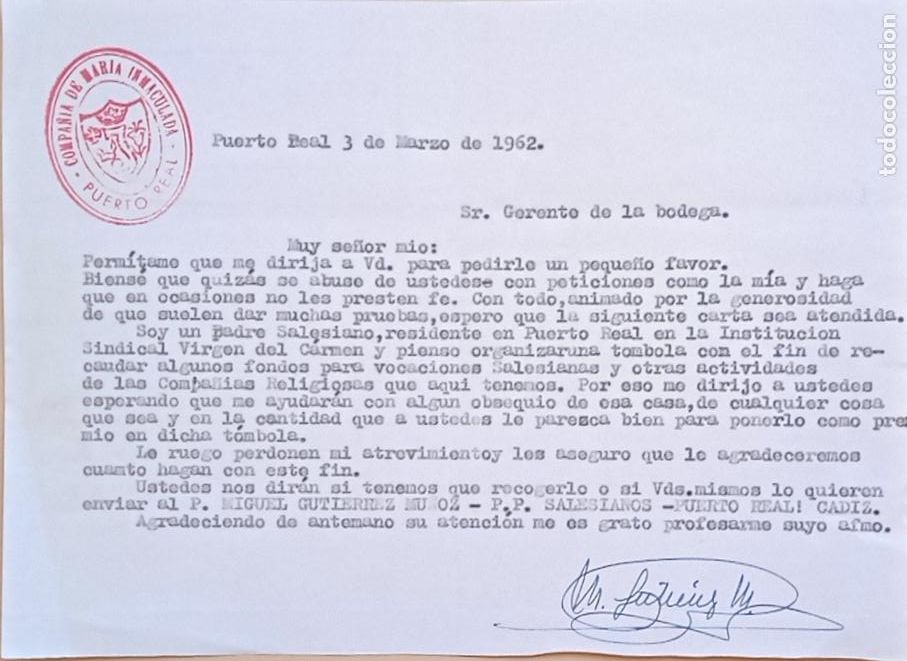 COMPAÑIA DE MARIA INMACULADA
- PUERTO REAL -
Puerto Real 3 de Marzo de 1962.
Sr. Gerente de la bodega.
Muy señor mio:
Permítame que me dirija a Vd. para pedirle un pequeño favor.
Biensé que quizás se abuse de ustedese con peticiones como la mía y haga
que en ocasiones no les presten fe. Con todo,animado por la generosidad
de que suelen dar muchas pruebas,espero que la siguiente carta sea atendida.
Soy un Padre Salesiano,residente en Puerto Real en la Institucion
Sindical Virgen del Cármen y pienso organizaruna tombola com el fin de re-
caudar algunos fondos para vocaciones Salesianas y otras actividades
de las Compañias Religiosas que aqui tenemos. Por eso me dirijo a ustedes
esperando que me ayudarán con algun obsequio de esa casa,de cualquier cosa
que sea y en la cantidad que a ustedes le paresca bien para ponerlo como pre
mio en dicha tómbola.
Le ruego perdonen mi atrevimientoy les aseguro que le agradeceremos
cuanto hagan con este fin.
Ustedes nos dirán si tenemos que recogerlo o si Vds.mismos lo quieren
enviar al P. MIGUEL GUTIERREZ MUÑOZ - P.P. SALESIANOS -PUERTO REAL! CADIZ.
Agradeciendo de antemano su atención me es grato profesarme suyo afmo.
todocoleccion